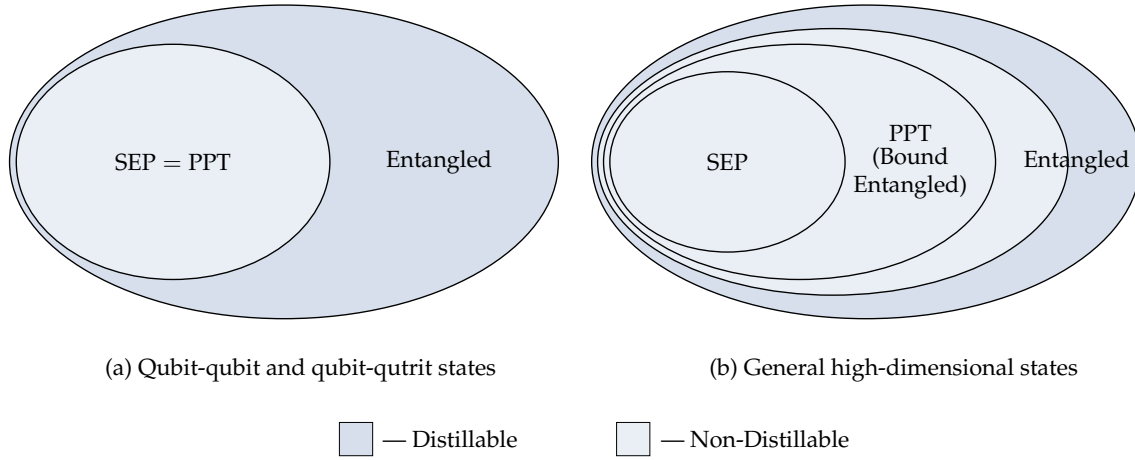 SEP = PPT
Entangled
SEP
PPT
(Bound
Entangled)
Entangled
(a) Qubit-qubit and qubit-qutrit states
(b) General high-dimensional states
— Distillable
— Non-Distillable